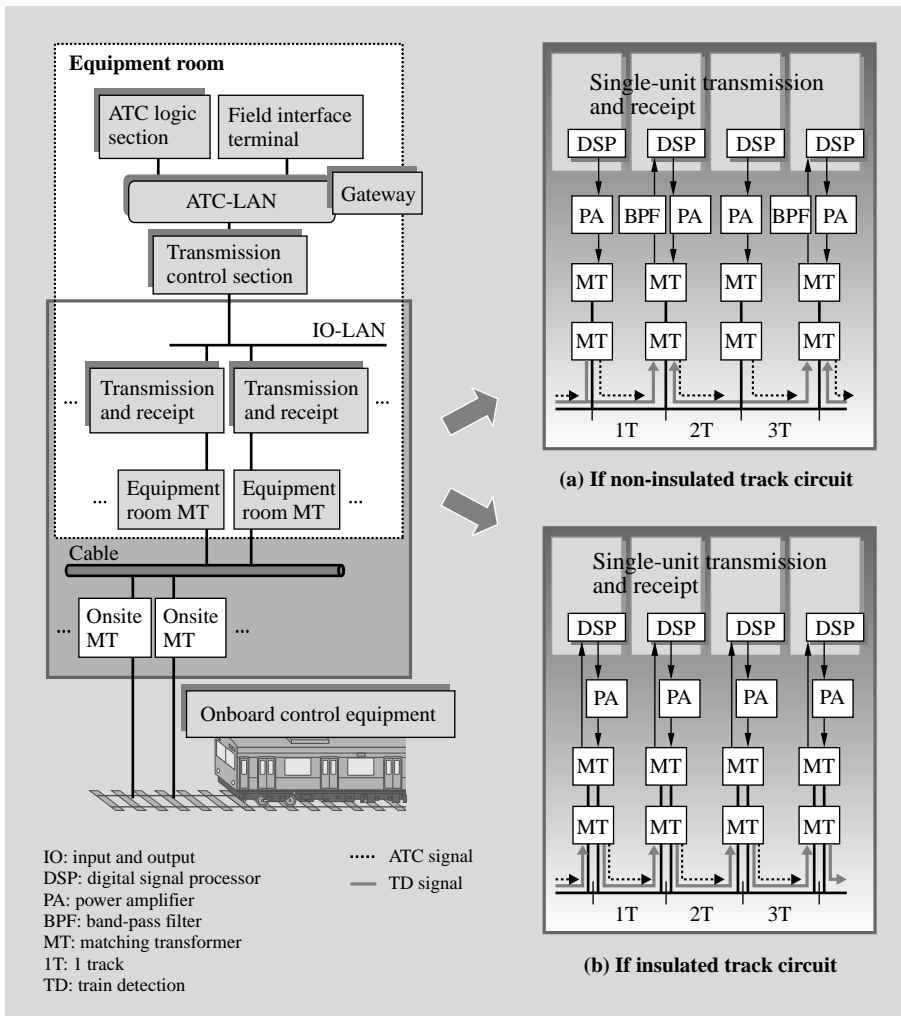 Equipment room
ATC logic
section
Field interface
terminal
ATC-LAN
Gateway
Transmission
control section
IO-LAN
...
Transmission
and receipt
Transmission
and receipt
...
...
Equipment
room MT
Equipment
room MT
...
Cable
...
Onsite
MT
Onsite
MT
...
Onboard control equipment
IO: input and output
DSP: digital signal processor
PA: power amplifier
BPF: band-pass filter
MT: matching transformer
1T: 1 track
TD: train detection
ATC signal
TD signal
Single-unit transmission
and receipt
DSP DSP DSP DSP
PA BPF PA PA BPF PA
MT MT MT MT
MT MT MT MT
1T 2T 3T
(a) If non-insulated track circuit
Single-unit transmission
and receipt
DSP DSP DSP DSP
PA PA PA PA
MT MT MT MT
MT MT MT MT
1T 2T 3T
(b) If insulated track circuit